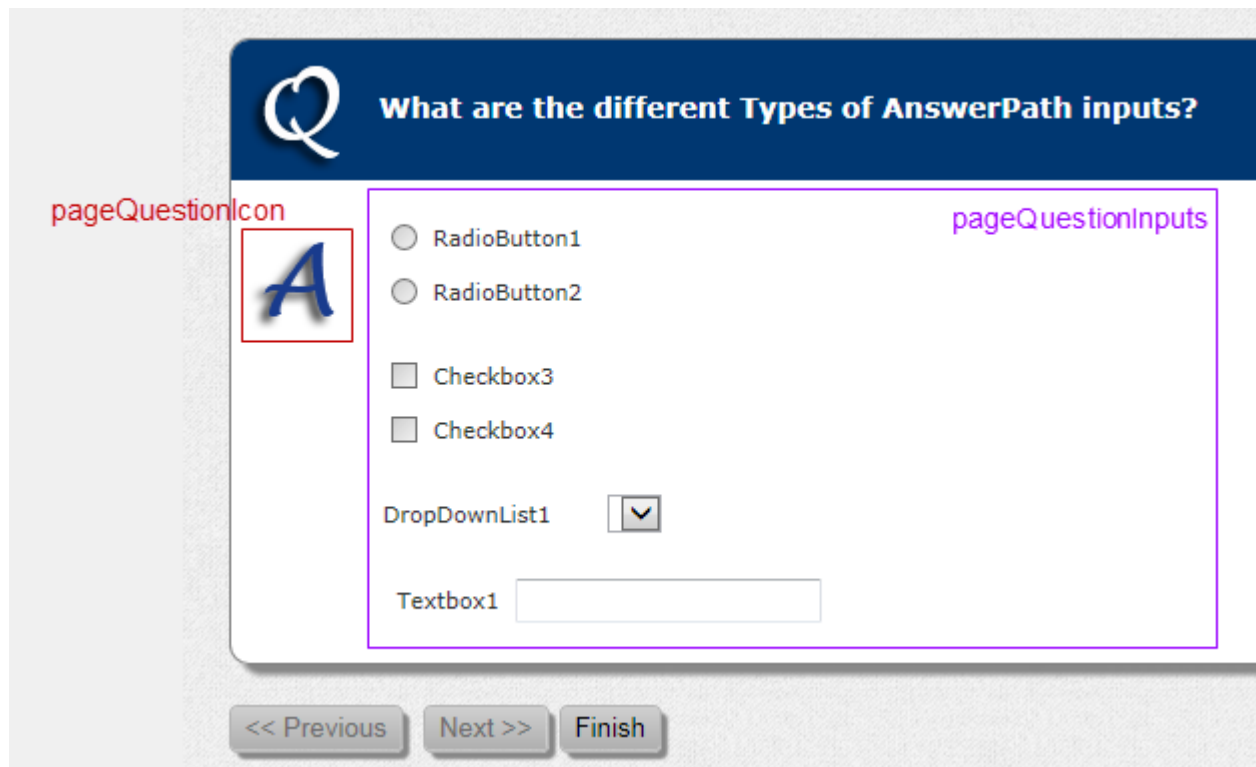 Q What are the different Types of AnswerPath inputs?
pageQuestionIcon
pageQuestionInputs
A
RadioButton1
RadioButton2
Checkbox3
Checkbox4
DropDownList1
Textbox1
<< Previous Next >> Finish